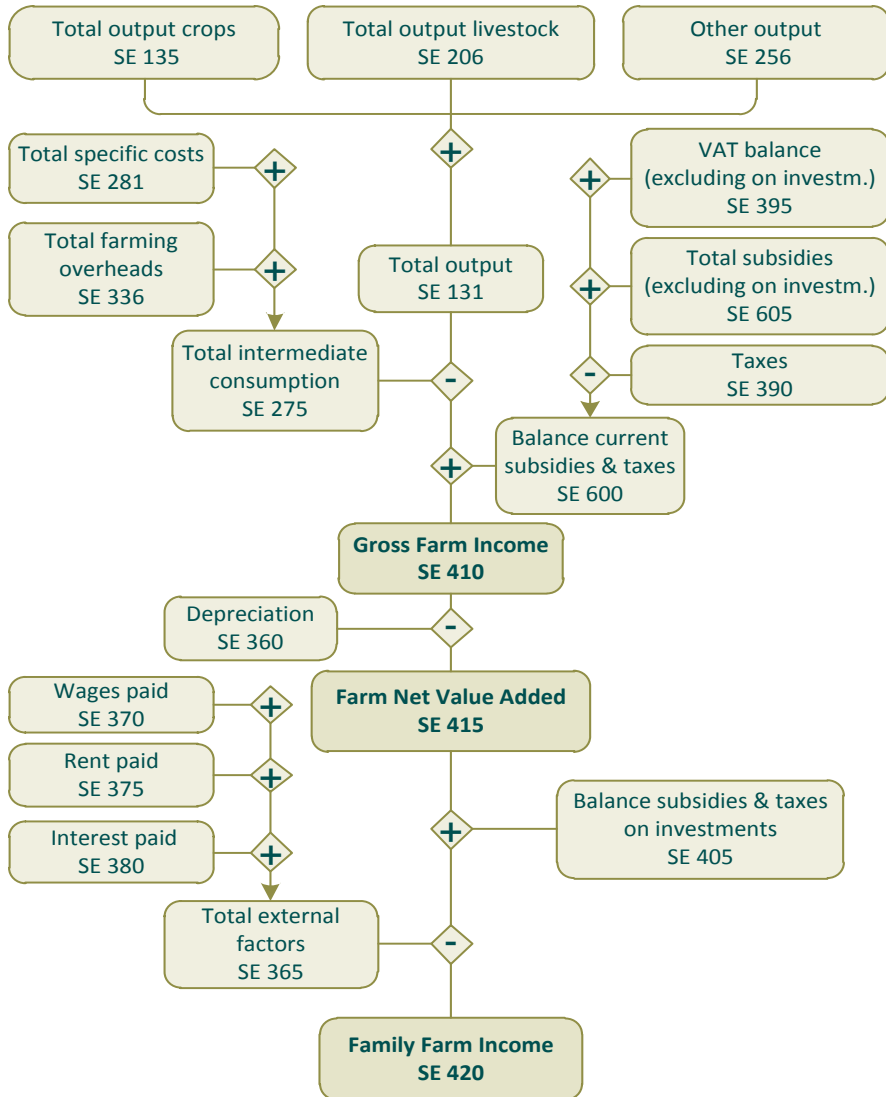 Total output crops
SE 135
Total output livestock
SE 206
Other output
SE 256
Total specific costs
SE 281
+
+
+
VAT balance
(excluding on investm.)
SE 395
Total farming
overheads
SE 336
+
Total output
SE 131
+
Total subsidies
(excluding on investm.)
SE 605
Total intermediate
consumption
SE 275
-
-
Taxes
SE 390
+
Balance current
subsidies & taxes
SE 600
Gross Farm Income
SE 410
Depreciation
SE 360
-
Wages paid
SE 370
+
Farm Net Value Added
SE 415
Rent paid
SE 375
+
Interest paid
SE 380
+
+
Balance subsidies & taxes
on investments
SE 405
Total external
factors
SE 365
-
Family Farm Income
SE 420